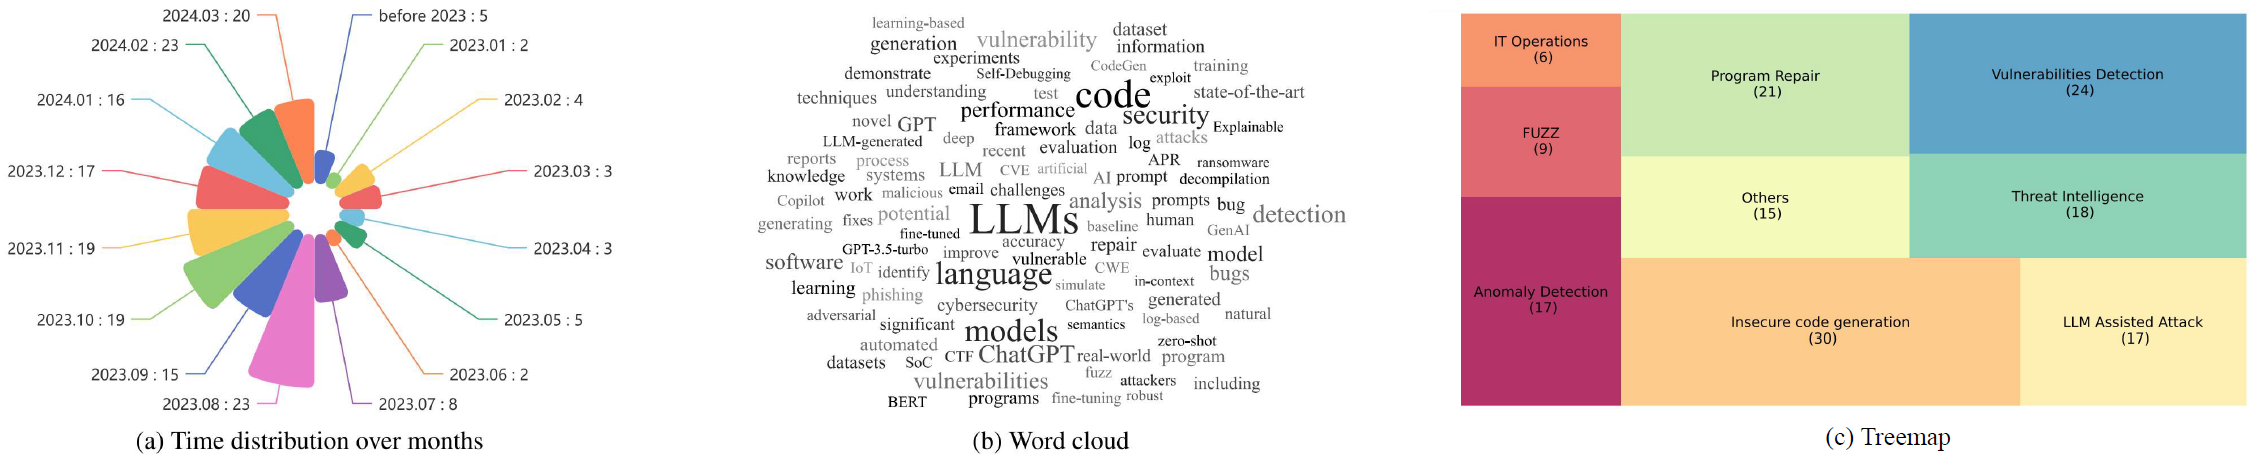 2024.03 : 20
before 2023 : 5
2024.02 : 23
2023.01 : 2
2024.01 : 16
2023.02 : 4
2023.12 : 17
2023.03 : 3
2023.11 : 19
2023.04 : 3
2023.10 : 19
2023.05 : 5
2023.09 : 15
2023.06 : 2
2023.08 : 23
2023.07 : 8
(a) Time distribution over months
learning-based
generation
vulnerability
dataset
information
experiments
demonstrate
Self-Debugging
CodeGen
exploit
training
techniques
understanding
test
code
state-of-the-art
performance
security
novel
GPT
framework
data
Explainable
LLM-generated
deep
recent
evaluation
log
attacks
reports
process
LLM
CVE
artificial
APR
ransomware
knowledge
systems
AI
prompt
decompilation
Copilot
work
malicious
email
challenges
analysis
prompts
bug
detection
generating
fixes
potential
LLMs
baseline
human
GenAI
fine-tuned
GPT-3.5-turbo
improve
accuracy
repair
evaluate
model
vulnerable
software
IoT
identify
language
CWE
in-context
bugs
learning
phishing
simulate
cybersecurity
ChatGPT's
generated
adversarial
significant
models
semantics
log-based
natural
automated
zero-shot
datasets
SoC
CTF
ChatGPT
real-world
program
vulnerabilities
fuzz
attackers
including
BERT
programs
fine-tuning
robust
(b) Word cloud
IT Operations
(6)
Program Repair
(21)
Vulnerabilities Detection
(24)
FUZZ
(9)
Others
(15)
Threat Intelligence
(18)
Anomaly Detection
(17)
Insecure code generation
(30)
LLM Assisted Attack
(17)
(c) Treemap